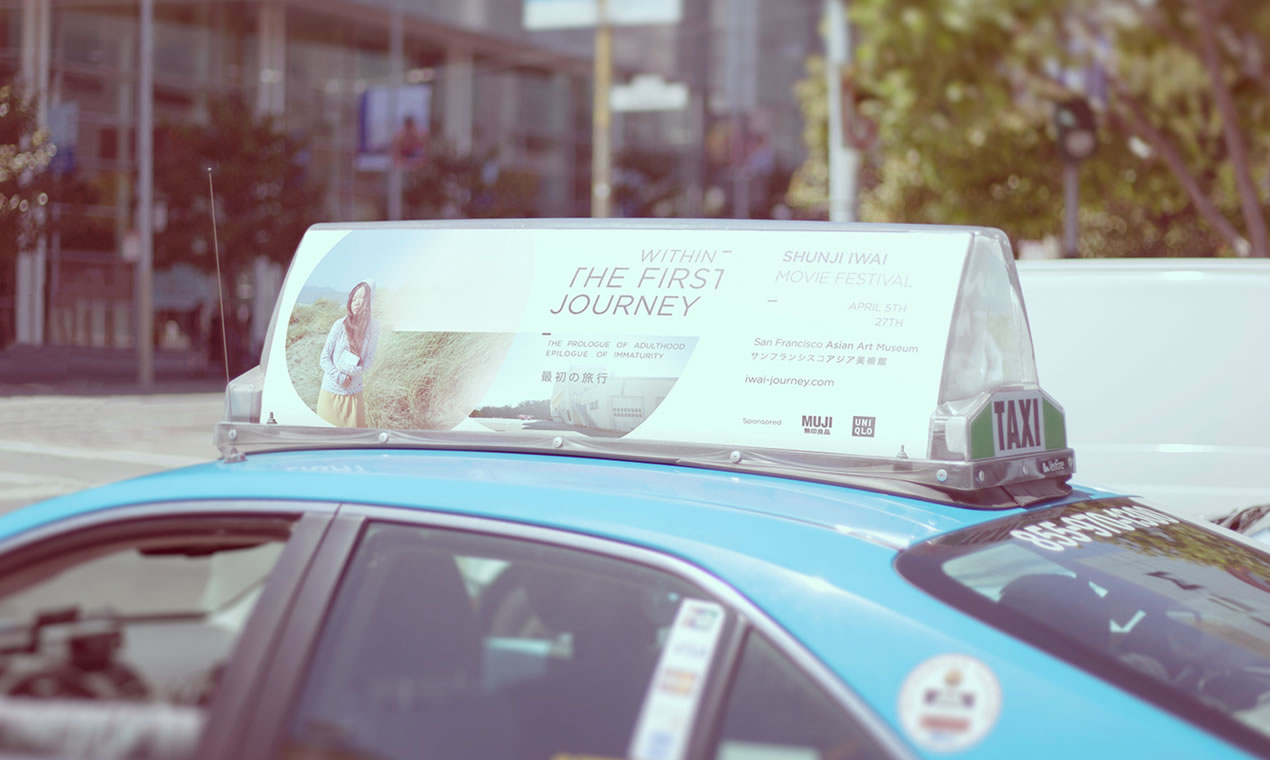 WITHIN
THE FIRST
JOURNEY
THE PROLOGUE OF ADULTHOOD
EPILOGUE OF IMMATURITY
最初の旅行
SHUNJI IWAI
MOVIE FESTIVAL
APRIL 5TH
27TH
San Francisco Asian Art Museum
サンフランシスコアジア美術館
iwai-journey.com
Sponsored
MUJI
無印良品
UNI
QLO
TAXI
VeriFone